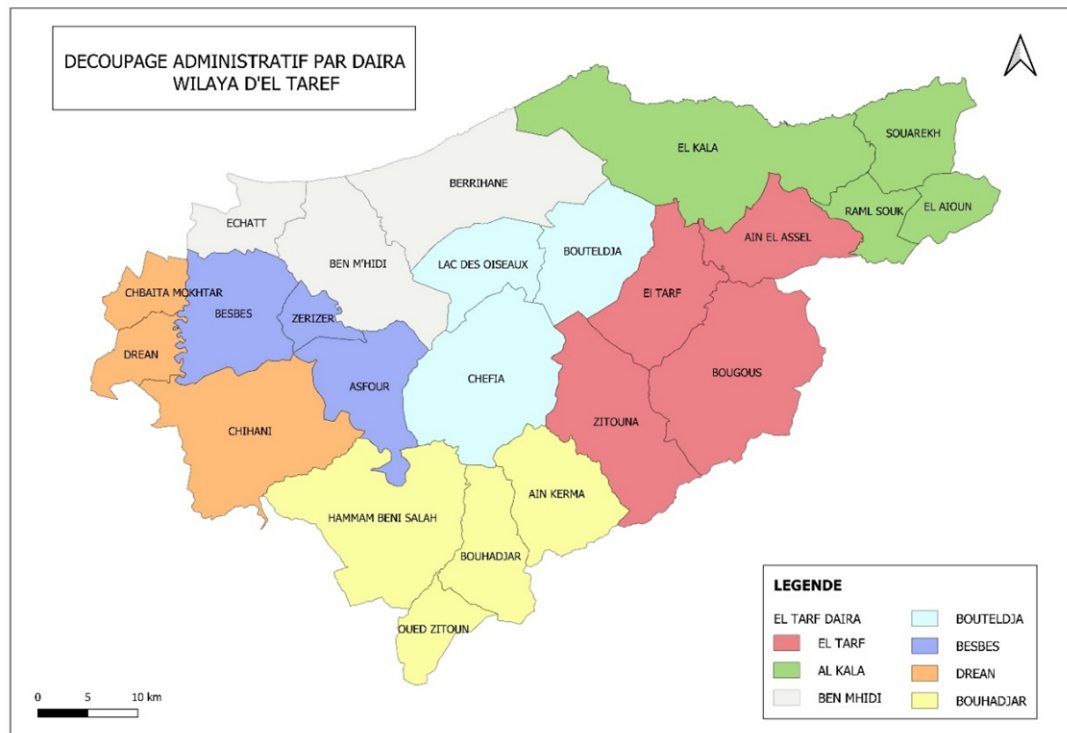 DECOUPAGE ADMINISTRATIF PAR DAIRA
WILAYA D'EL TAREF
EL KALA
SOUAREKH
RAML SOUK
EL AIOUN
BERRIHANE
ECHATT
BEN M'HIDI
AIN EL ASSEL
BOUTELDJA
LAC DES OISEAUX
CHBAITA MOKHTAR
BESBES
ZERIZER
El TARF
DREAN
ASFOUR
CHEFIA
BOUGOUS
CHIHANI
ZITOUNA
HAMMAM BENI SALAH
AIN KERMA
BOUHADJAR
OUED ZITOUN
LEGENDE
EL TARF DAIRA
EL TARF
AL KALA
BEN MHIDI
BOUTELDJA
BESBES
DREAN
BOUHADJAR
0 5 10 km